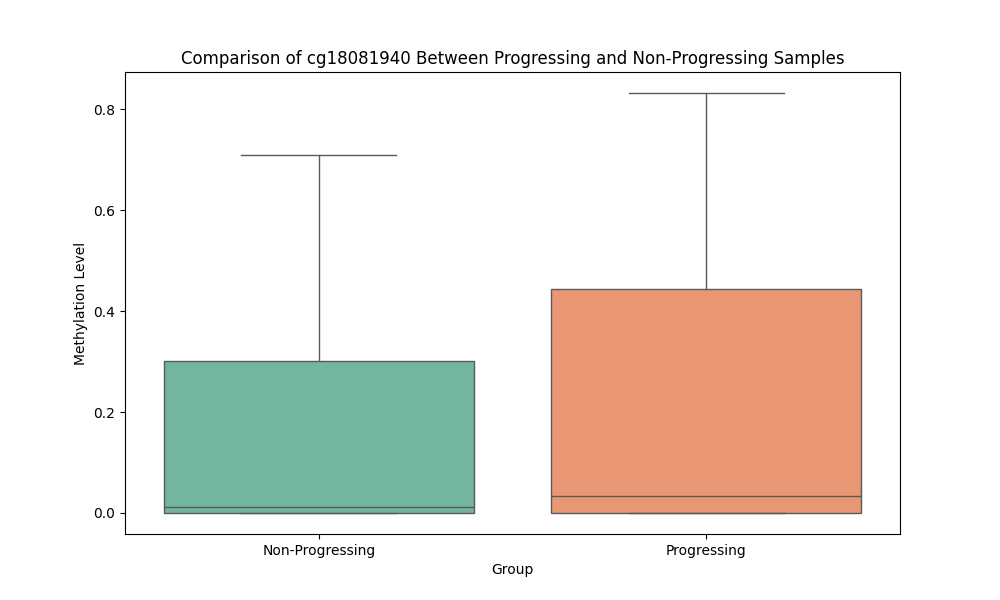 Comparison of cg18081940 Between Progressing and Non-Progressing Samples
0.8
0.6
0.4
0.2
0.0
Methylation Level
Non-Progressing
Progressing
Group